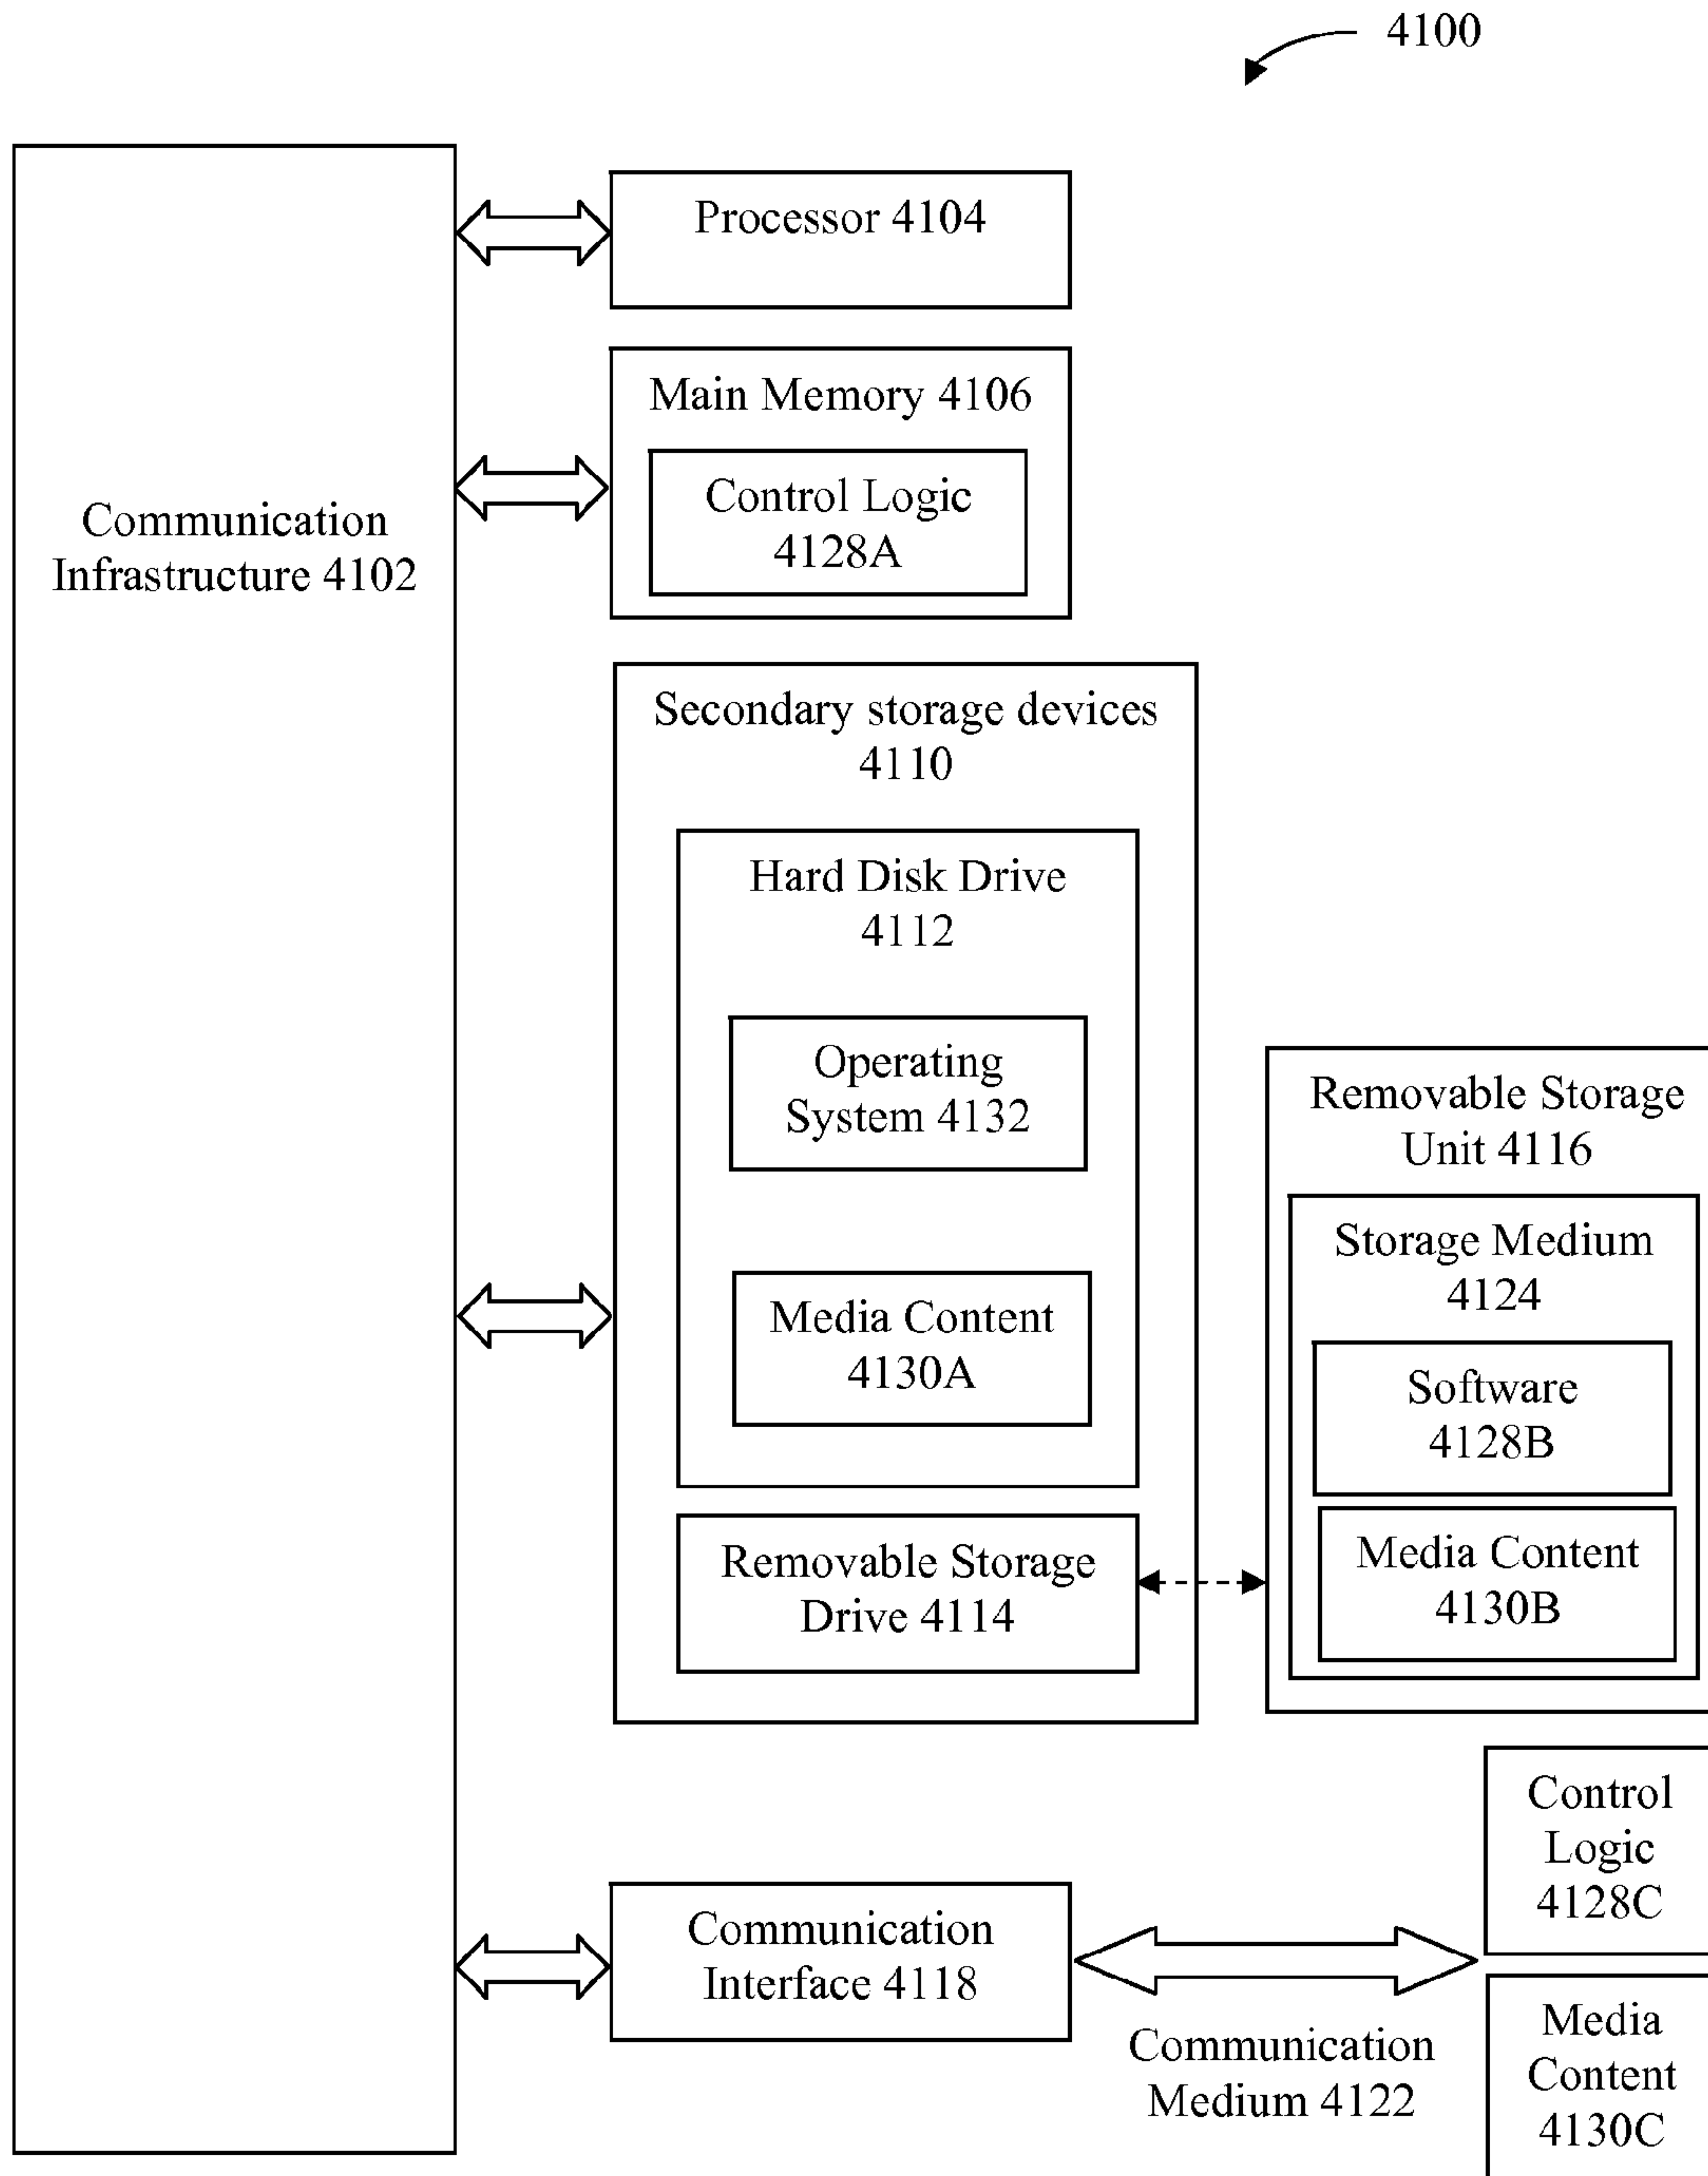 4100
Processor 4104
Main Memory 4106
Control Logic
4128A
Communication
Infrastructure 4102
Secondary storage devices
4110
Hard Disk Drive
4112
Operating
System 4132
Media Content
4130A
Removable Storage
Drive 4114
Removable Storage
Unit 4116
Storage Medium
4124
Software
4128B
Media Content
4130B
Communication
Interface 4118
Communication
Medium 4122
Control
Logic
4128C
Media
Content
4130C